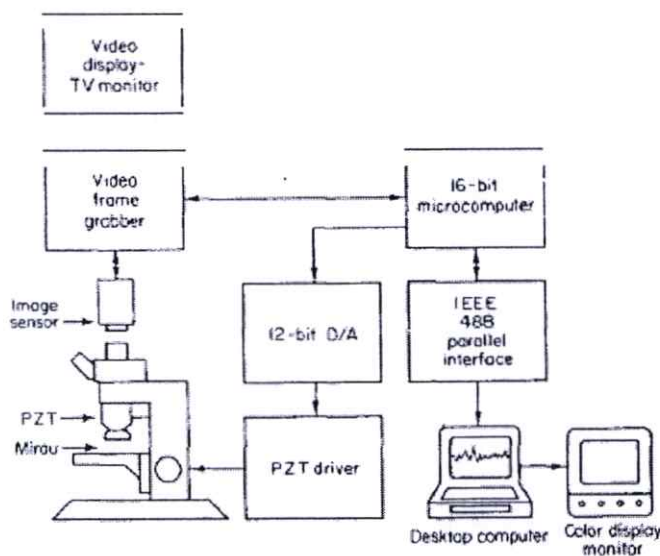 Video
display-
TV monitor
Video
frame
grabber
16-bit
microcomputer
Image
sensor
12-bit D/A
IEEE
488
parallel
interface
PZT
Mirau
PZT driver
Desktop computer
Color display
monitor